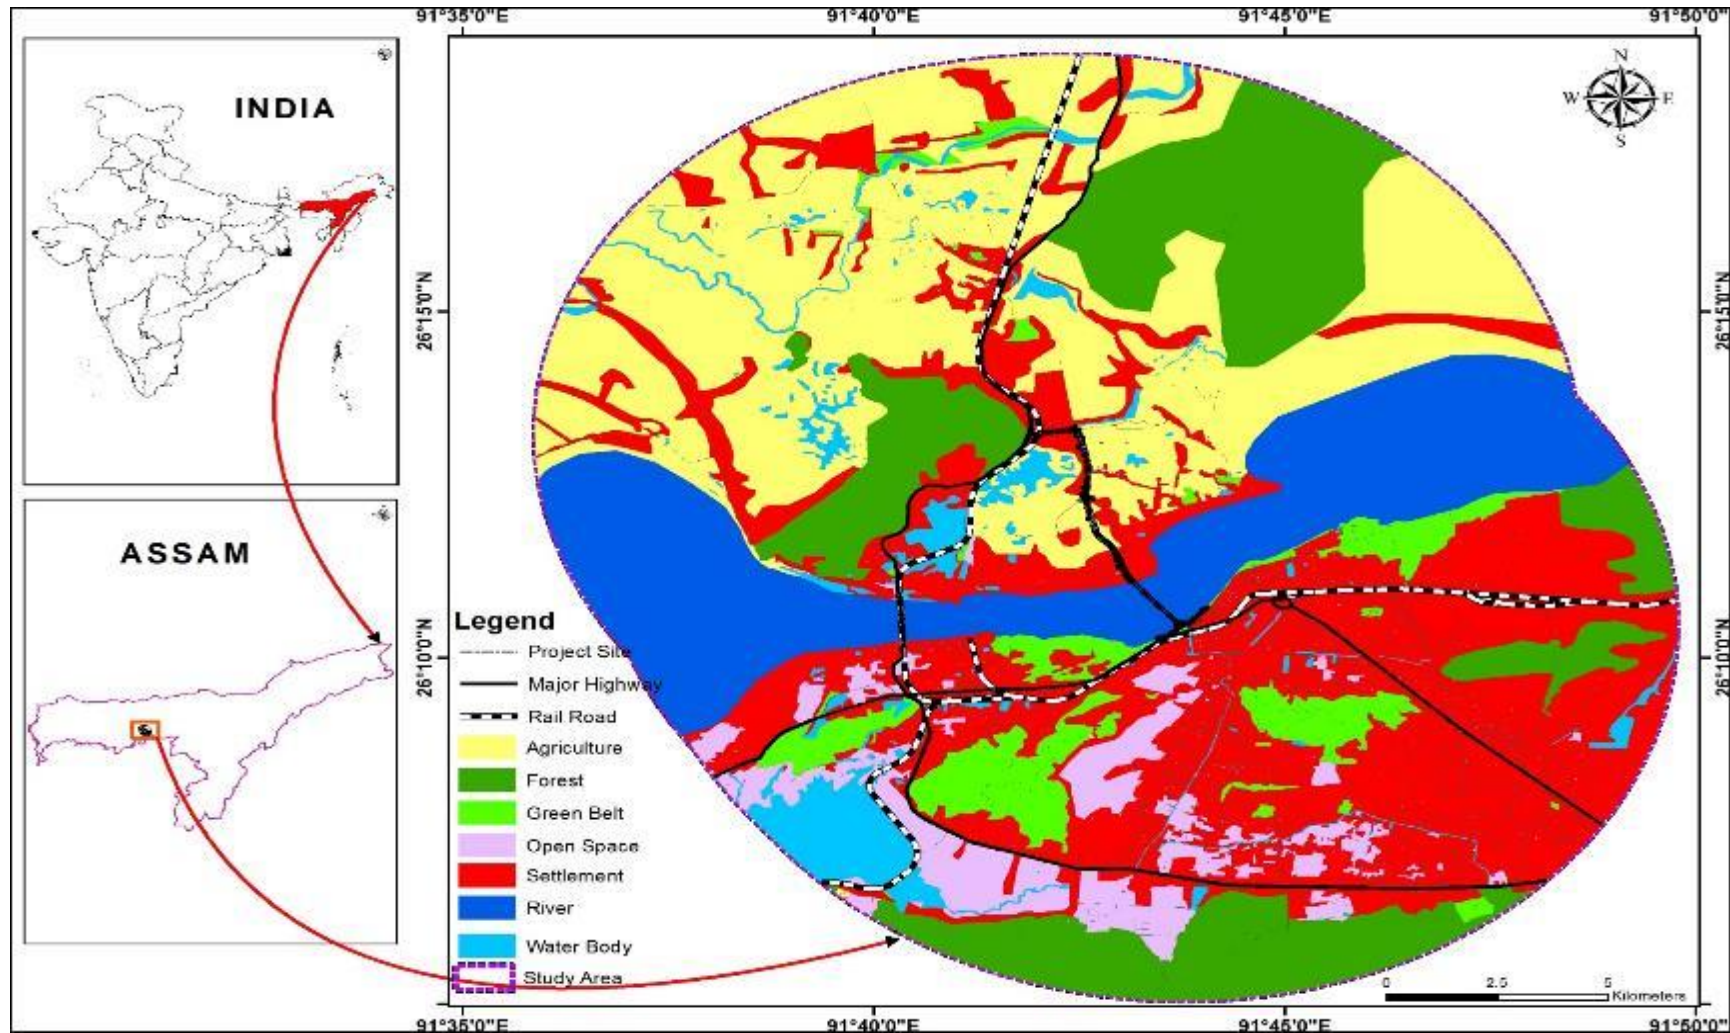 91°35'0"E 91°40'0"E 91°45'0"E 91°50'0"E
INDIA
N
W E
S
26°15'0"N 26°15'0"N
ASSAM
Legend
Project Site
Major Highway
Rail Road
Agriculture
Forest
Green Belt
Open Space
Settlement
River
Water Body
Study Area
26°10'0"N 26°10'0"N
0 2.5 5
Kilometers
91°35'0"E 91°40'0"E 91°45'0"E 91°50'0"E